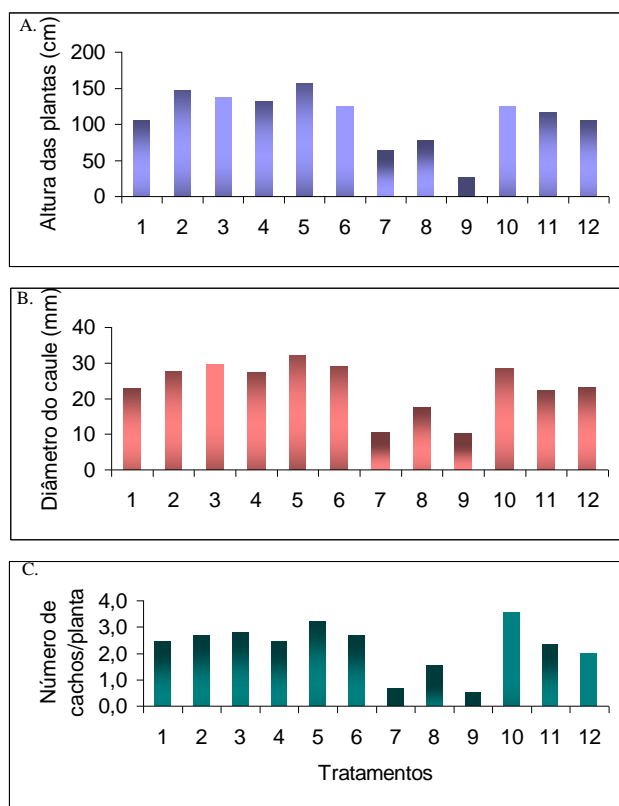 A.
Altura das plantas (cm)
200
150
100
50
0
1 2 3 4 5 6 7 8 9 10 11 12
B.
Diâmetro do caule (mm)
40
30
20
10
0
1 2 3 4 5 6 7 8 9 10 11 12
C.
Número de
cachos/planta
4,0
3,0
2,0
1,0
0,0
1 2 3 4 5 6 7 8 9 10 11 12
Tratamentos